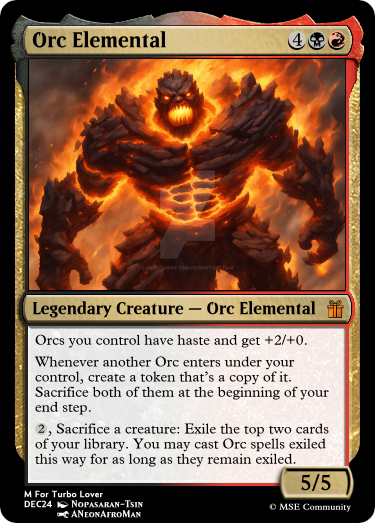 Orc Elemental 4
Legendary Creature — Orc Elemental
Orcs you control have haste and get +2/+0.
Whenever another Orc enters under your
control, create a token that's a copy of it.
Sacrifice both of them at the beginning of your
end step.
2, Sacrifice a creature: Exile the top two cards
of your library. You may cast Orc spells exiled
this way for as long as they remain exiled.
5/5
M For Turbo Lover
DEC24 Nopasaran-Tsin
ANeonAfroMan
© MSE Community